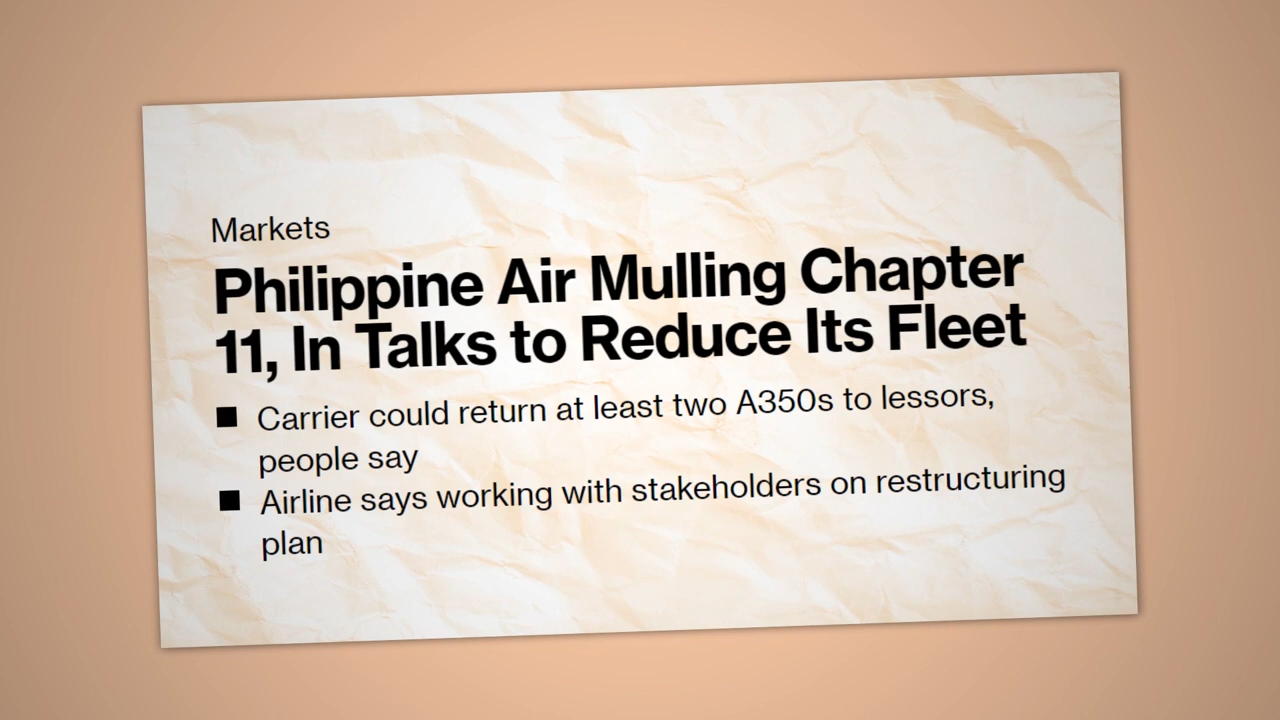 Markets
Philippine Air Mulling Chapter
11, In Talks to Reduce Its Fleet
Carrier could return at least two A350s to lessors,
people say
Airline says working with stakeholders on restructuring
plan